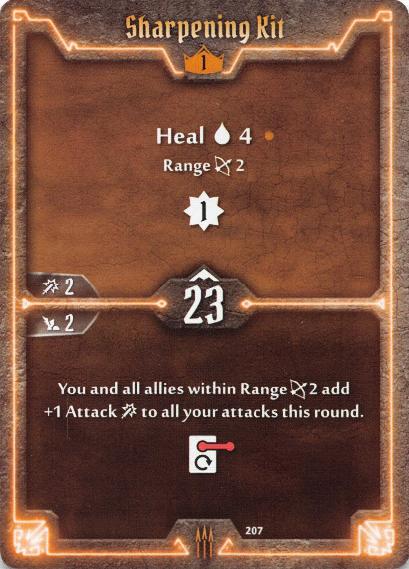 Sharpening Kit
1
Heal 4
Range 2
1
2
23
2
You and all allies within Range 2 add
+1 Attack to all your attacks this round.
207